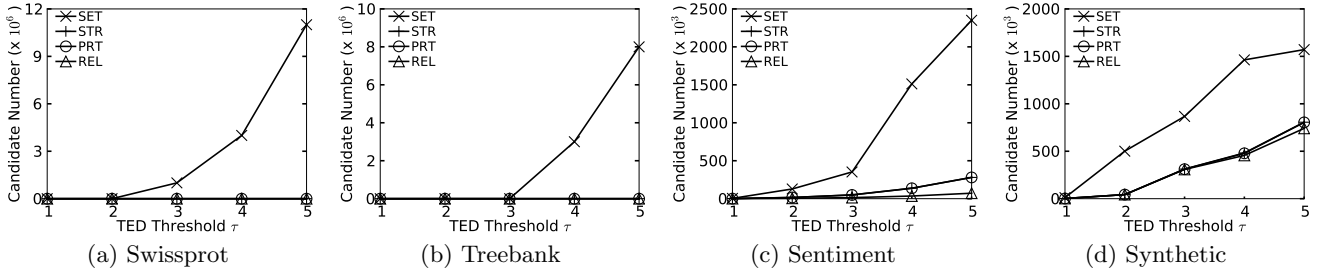 Candidate Number (x 10^6)
12
9
6
3
0
SET
STR
PRT
REL
1 2 3 4 5
TED Threshold τ
(a) Swissprot
Candidate Number (x 10^6)
10
8
6
4
2
0
SET
STR
PRT
REL
1 2 3 4 5
TED Threshold τ
(b) Treebank
Candidate Number (x 10^3)
2500
2000
1500
1000
500
0
SET
STR
PRT
REL
1 2 3 4 5
TED Threshold τ
(c) Sentiment
Candidate Number (x 10^3)
2000
1500
1000
500
0
SET
STR
PRT
REL
1 2 3 4 5
TED Threshold τ
(d) Synthetic